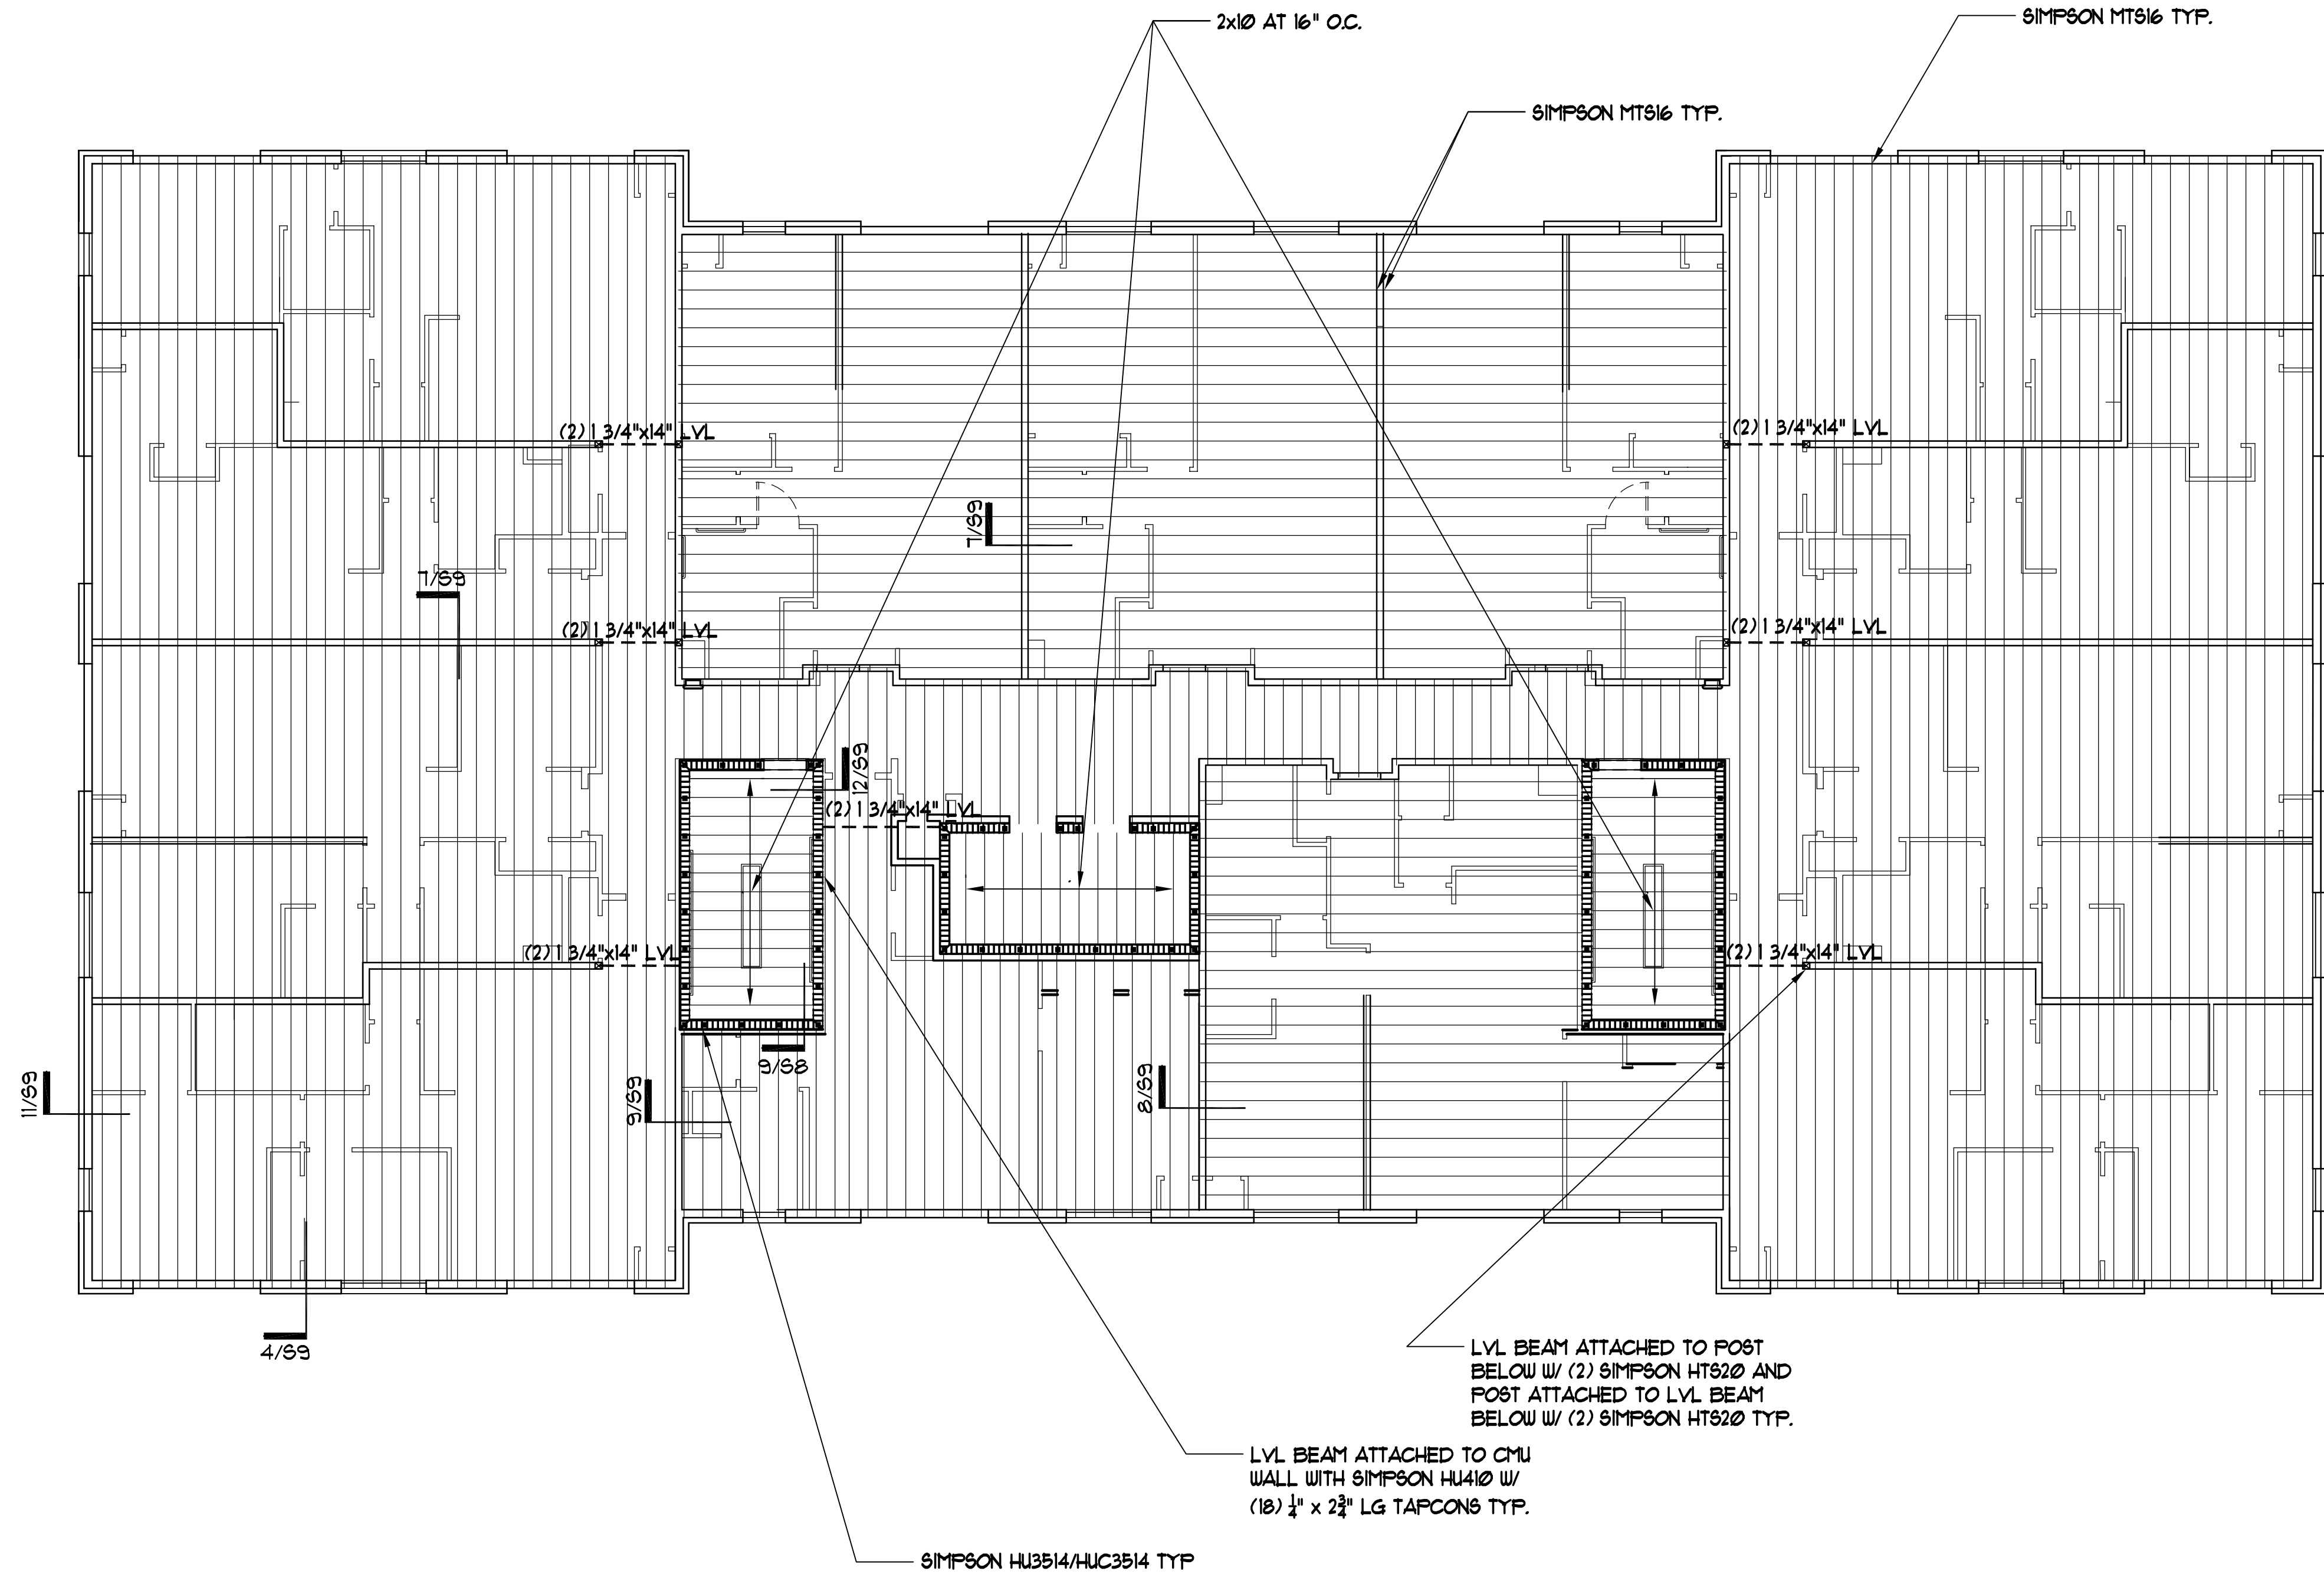 2x10 AT 16" O.C.
SIMPSON MTS16 TYP.
SIMPSON MTS16 TYP.
(2) 1 3/4"x14" LVL
(2) 1 3/4"x14" LVL
7/S9
7/S9
(2) 1 3/4"x14" LVL
(2) 1 3/4"x14" LVL
12/S9
(2) 1 3/4"x14" LVL
(2) 1 3/4"x14" LVL
(2) 1 3/4"x14" LVL
9/S8
11/S9
9/S9
8/S9
4/S9
LVL BEAM ATTACHED TO POST
BELOW W/ (2) SIMPSON HTS20 AND
POST ATTACHED TO LVL BEAM
BELOW W/ (2) SIMPSON HTS20 TYP.
LVL BEAM ATTACHED TO CMU
WALL WITH SIMPSON HU410 W/
(18) 1/4" x 2 3/4" LG TAPCONS TYP.
SIMPSON HU3514/HUC3514 TYP